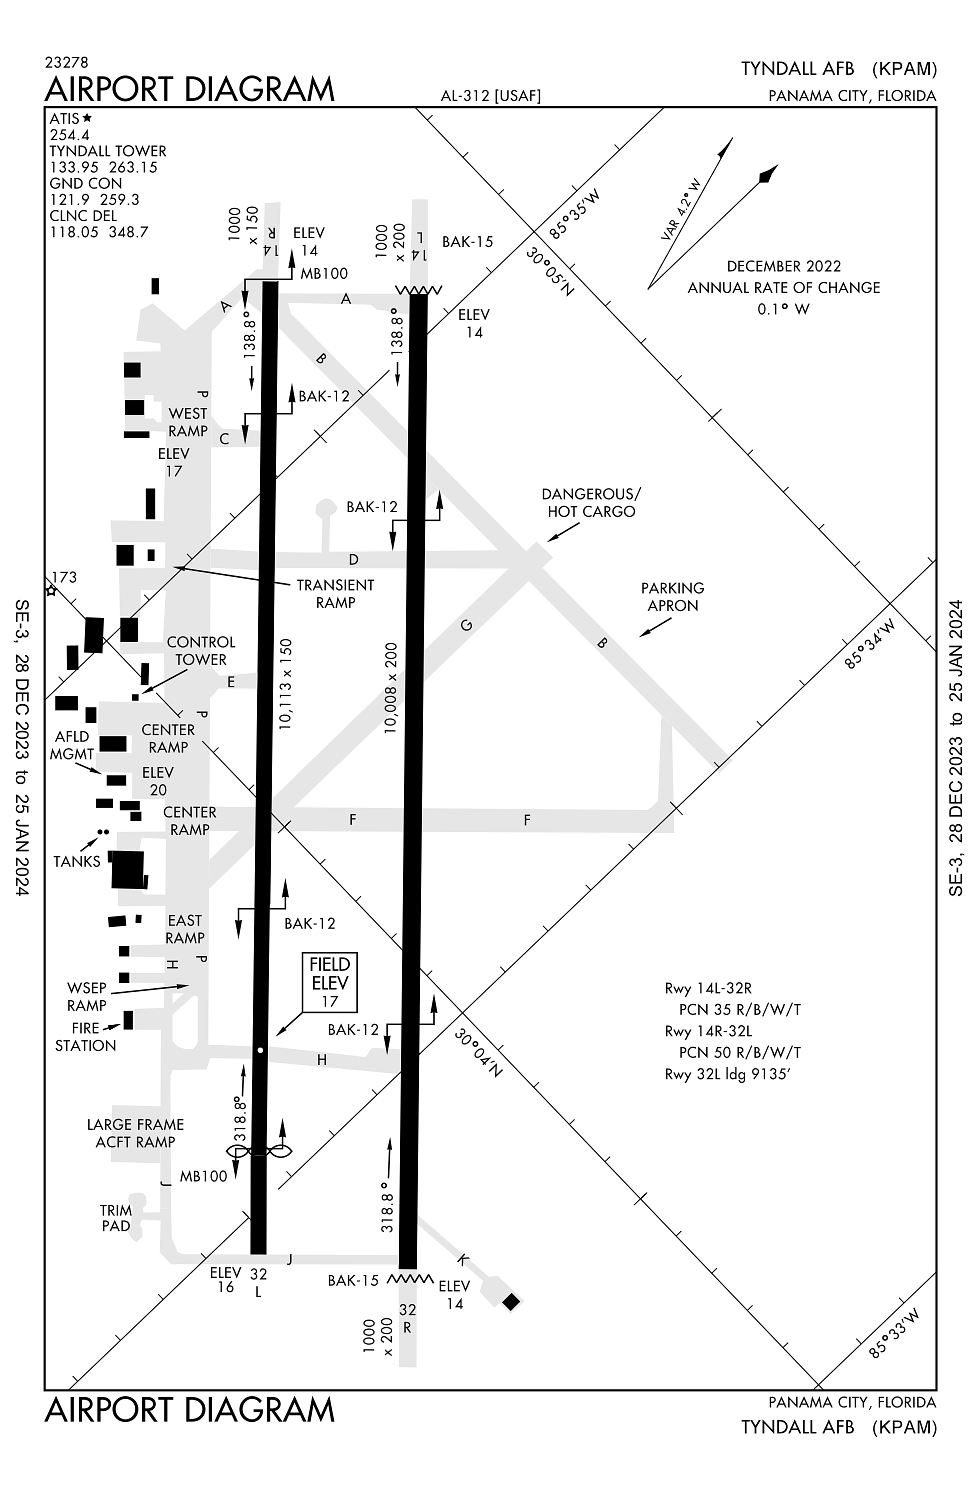 23278
AIRPORT DIAGRAM
AL-312 [USAF]
TYNDALL AFB (KPAM)
PANAMA CITY, FLORIDA
ATIS★
254.4
TYNDALL TOWER
133.95 263.15
GND CON
121.9 259.3
CLNC DEL
118.05 348.7
1000
x 150
14
R
ELEV
14
MB100
1000
x 200
14
L
BAK-15
ELEV
14
85°35'W
30°05'N
VAR 4.2° W
DECEMBER 2022
ANNUAL RATE OF CHANGE
0.1° W
A
A
138.8°
138.8°
B
P
BAK-12
WEST
RAMP
C
ELEV
17
BAK-12
DANGEROUS/
HOT CARGO
D
TRANSIENT
RAMP
PARKING
APRON
173
G
B
CONTROL
TOWER
E
10,113 x 150
10,008 x 200
85°34'W
P
AFLD
MGMT
CENTER
RAMP
ELEV
20
CENTER
RAMP
F
F
TANKS
EAST
RAMP
BAK-12
H
P
FIELD
ELEV
17
WSEP
RAMP
FIRE
STATION
BAK-12
H
30°04'N
Rwy 14L-32R
PCN 35 R/B/W/T
Rwy 14R-32L
PCN 50 R/B/W/T
Rwy 32L ldg 9135'
318.8°
LARGE FRAME
ACFT RAMP
MB100
J
318.8°
TRIM
PAD
J
K
ELEV
16
32
L
BAK-15
ELEV
14
32
R
1000
x 200
85°33'W
SE-3, 28 DEC 2023 to 25 JAN 2024
SE-3, 28 DEC 2023 to 25 JAN 2024
AIRPORT DIAGRAM
PANAMA CITY, FLORIDA
TYNDALL AFB (KPAM)